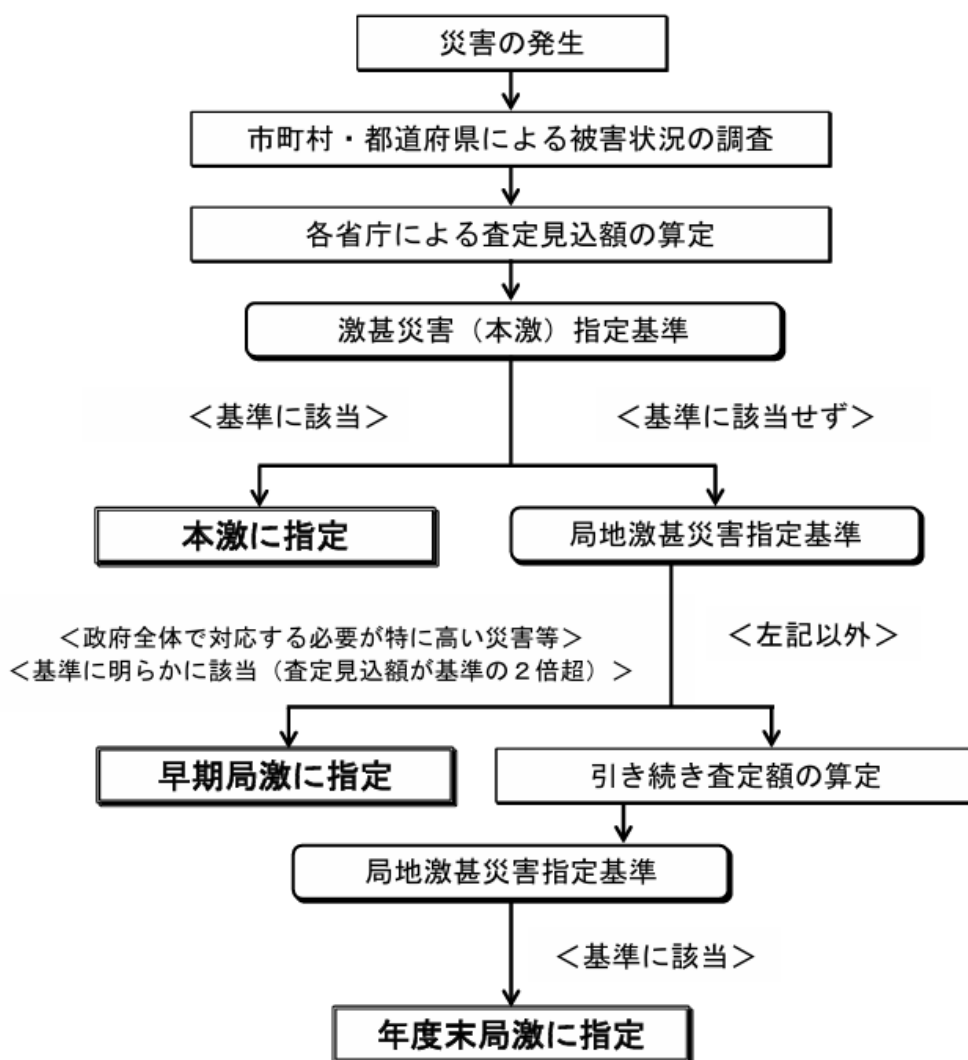 災害の発生
市町村・都道府県による被害状況の調査
各省庁による査定見込額の算定
激甚災害（本激）指定基準
＜基準に該当＞
＜基準に該当せず＞
本激に指定
局地激甚災害指定基準
＜政府全体で対応する必要が特に高い災害等＞
＜基準に明らかに該当（査定見込額が基準の２倍超）＞
＜左記以外＞
早期局激に指定
引き続き査定額の算定
局地激甚災害指定基準
＜基準に該当＞
年度末局激に指定